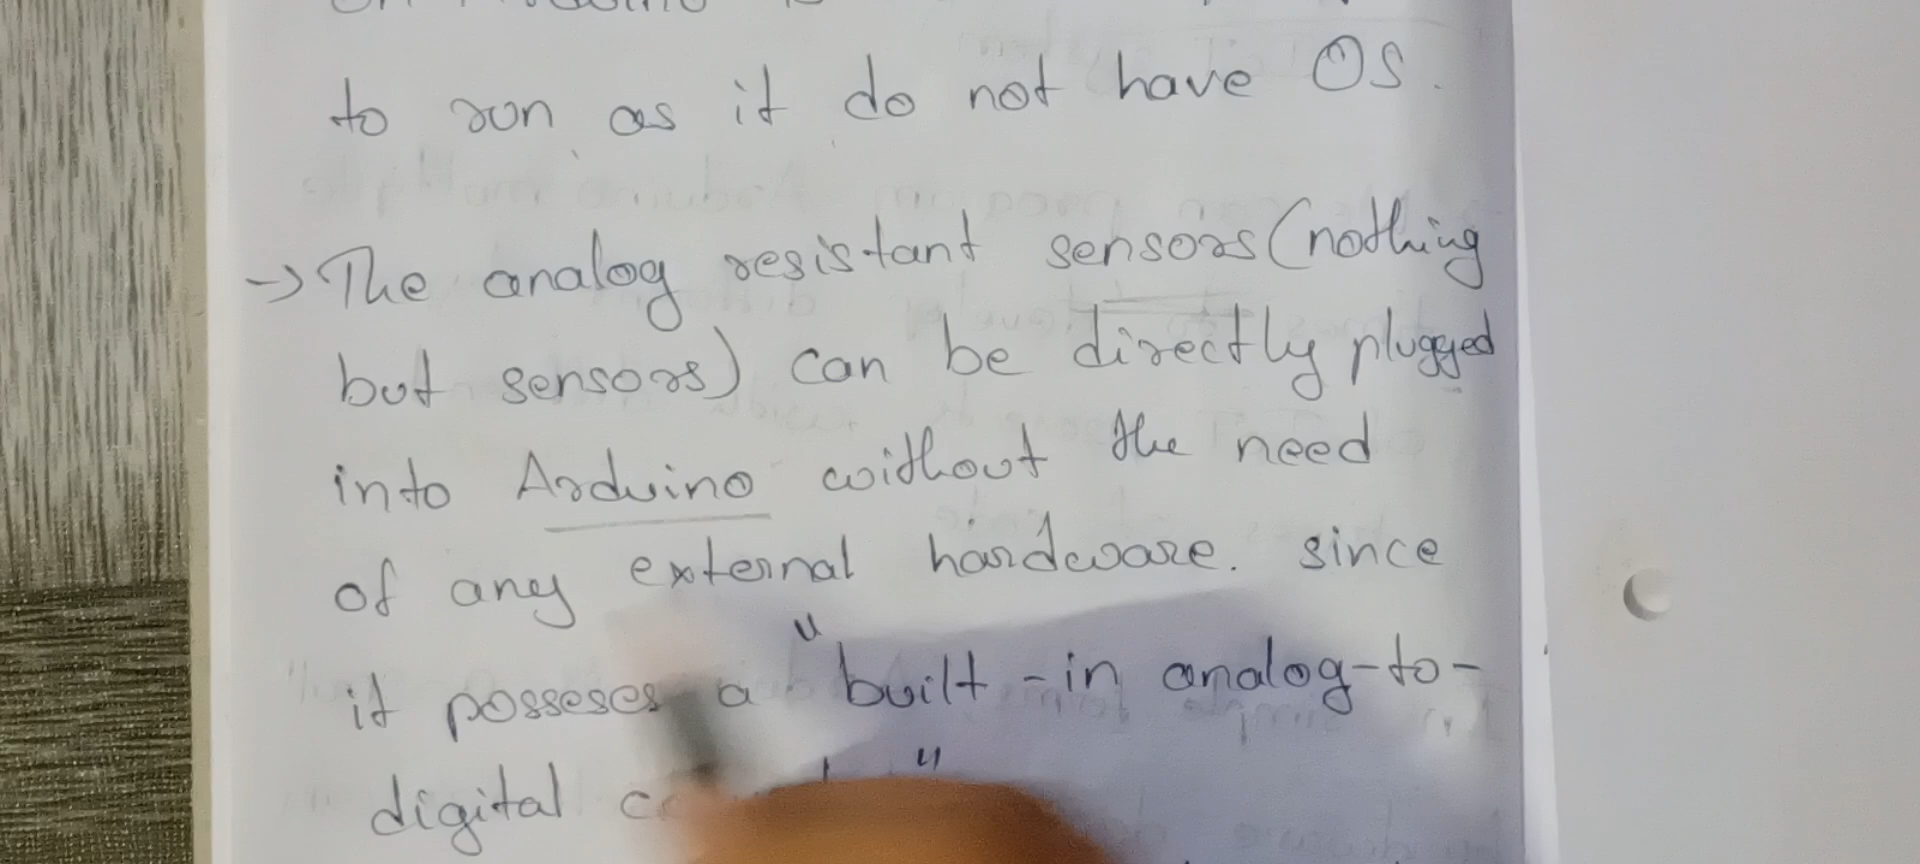 to run as it do not have OS.
→ The analog resistant sensors (nothing
but sensors) can be directly plugged
into Arduino without the need
of any external hardware. since
it posseses a "built-in analog-to-
digital "